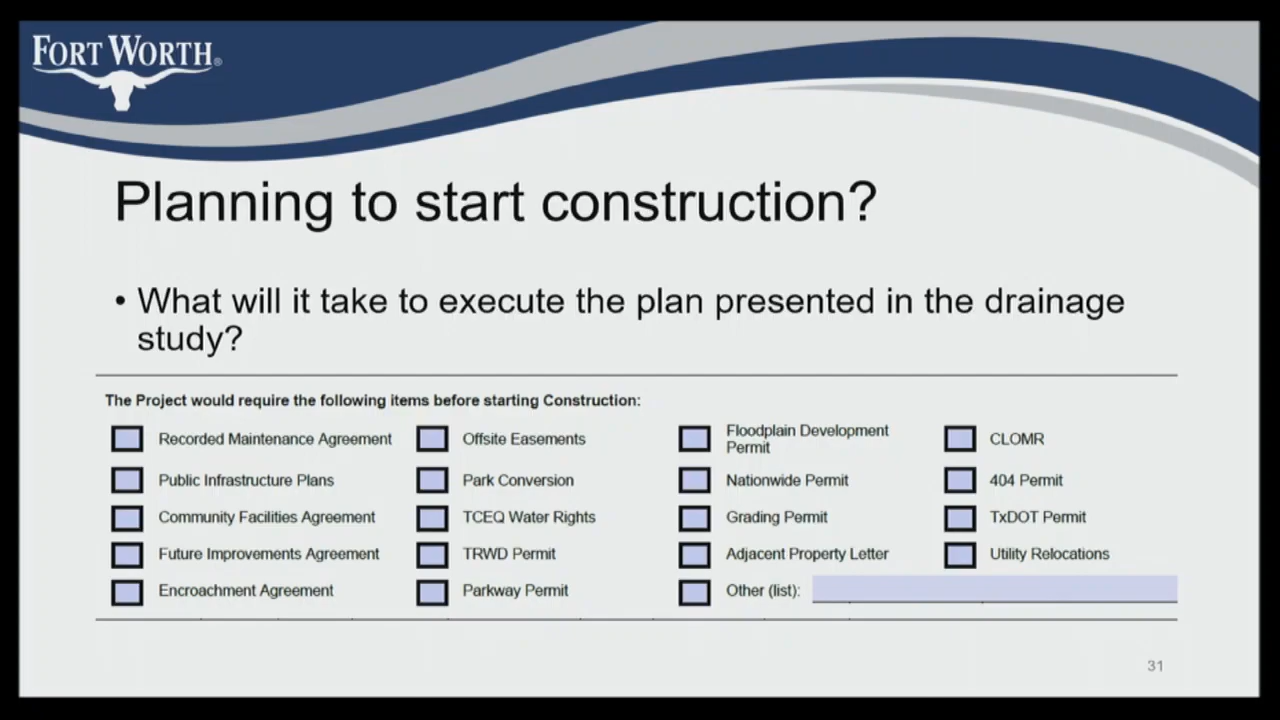 FORT WORTH®
Planning to start construction?
• What will it take to execute the plan presented in the drainage
study?
The Project would require the following items before starting Construction:
Recorded Maintenance Agreement
Offsite Easements
Floodplain Development
Permit
CLOMR
Public Infrastructure Plans
Park Conversion
Nationwide Permit
404 Permit
Community Facilities Agreement
TCEQ Water Rights
Grading Permit
TxDOT Permit
Future Improvements Agreement
TRWD Permit
Adjacent Property Letter
Utility Relocations
Encroachment Agreement
Parkway Permit
Other (list):
31